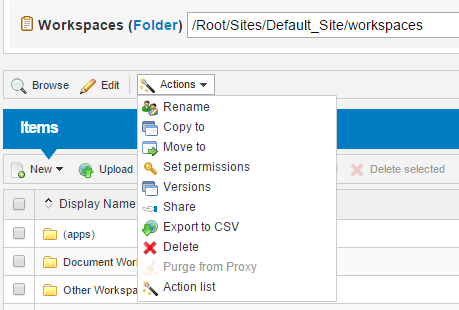 Workspaces (Folder) /Root/Sites/Default_Site/workspaces
Browse Edit Actions
Rename
Copy to
Move to
Set permissions
Versions
Share
Export to CSV
Delete
Purge from Proxy
Action list
Items
New Upload Delete selected
Display Name
(apps)
Document Wor
Other Workspa